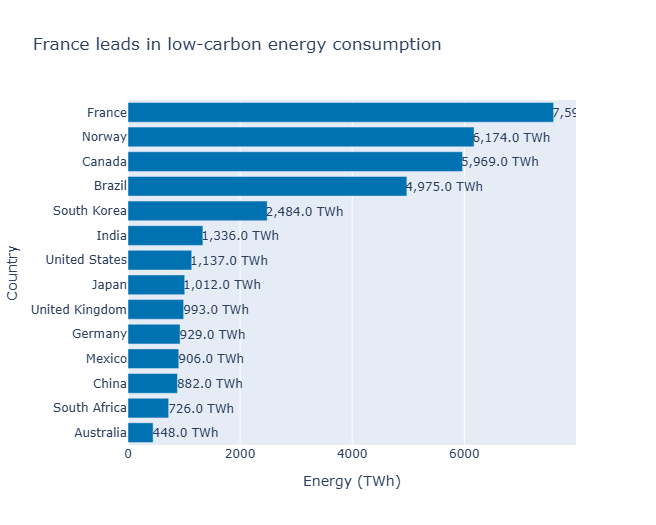 France leads in low-carbon energy consumption
France 7,59
Norway 6,174.0 TWh
Canada 5,969.0 TWh
Brazil 4,975.0 TWh
South Korea 2,484.0 TWh
India 1,336.0 TWh
United States 1,137.0 TWh
Japan 1,012.0 TWh
United Kingdom 993.0 TWh
Germany 929.0 TWh
Mexico 906.0 TWh
China 882.0 TWh
South Africa 726.0 TWh
Australia 448.0 TWh
Country
0 2000 4000 6000
Energy (TWh)